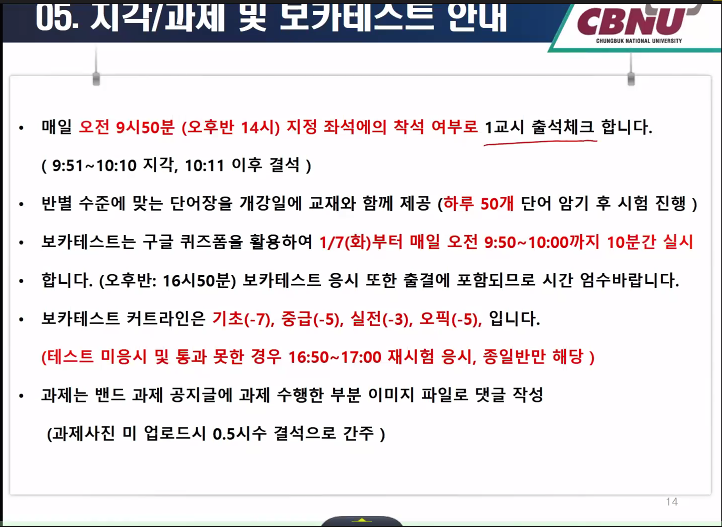 05. 지각/과제 및 보카테스트 안내
CBNU
CHUNGBUK NATIONAL UNIVERSITY
• 매일 오전 9시50분 (오후반 14시) 지정 좌석에의 착석 여부로 1교시 출석체크 합니다.
( 9:51~10:10 지각, 10:11 이후 결석 )
• 반별 수준에 맞는 단어장을 개강일에 교재와 함께 제공 (하루 50개 단어 암기 후 시험 진행 )
• 보카테스트는 구글 퀴즈폼을 활용하여 1/7(화)부터 매일 오전 9:50~10:00까지 10분간 실시
• 합니다. (오후반: 16시50분) 보카테스트 응시 또한 출결에 포함되므로 시간 엄수바랍니다.
• 보카테스트 커트라인은 기초(-7), 중급(-5), 실전(-3), 오픽(-5), 입니다.
(테스트 미응시 및 통과 못한 경우 16:50~17:00 재시험 응시, 종일반만 해당 )
• 과제는 밴드 과제 공지글에 과제 수행한 부분 이미지 파일로 댓글 작성
(과제사진 미 업로드시 0.5시수 결석으로 간주 )
14